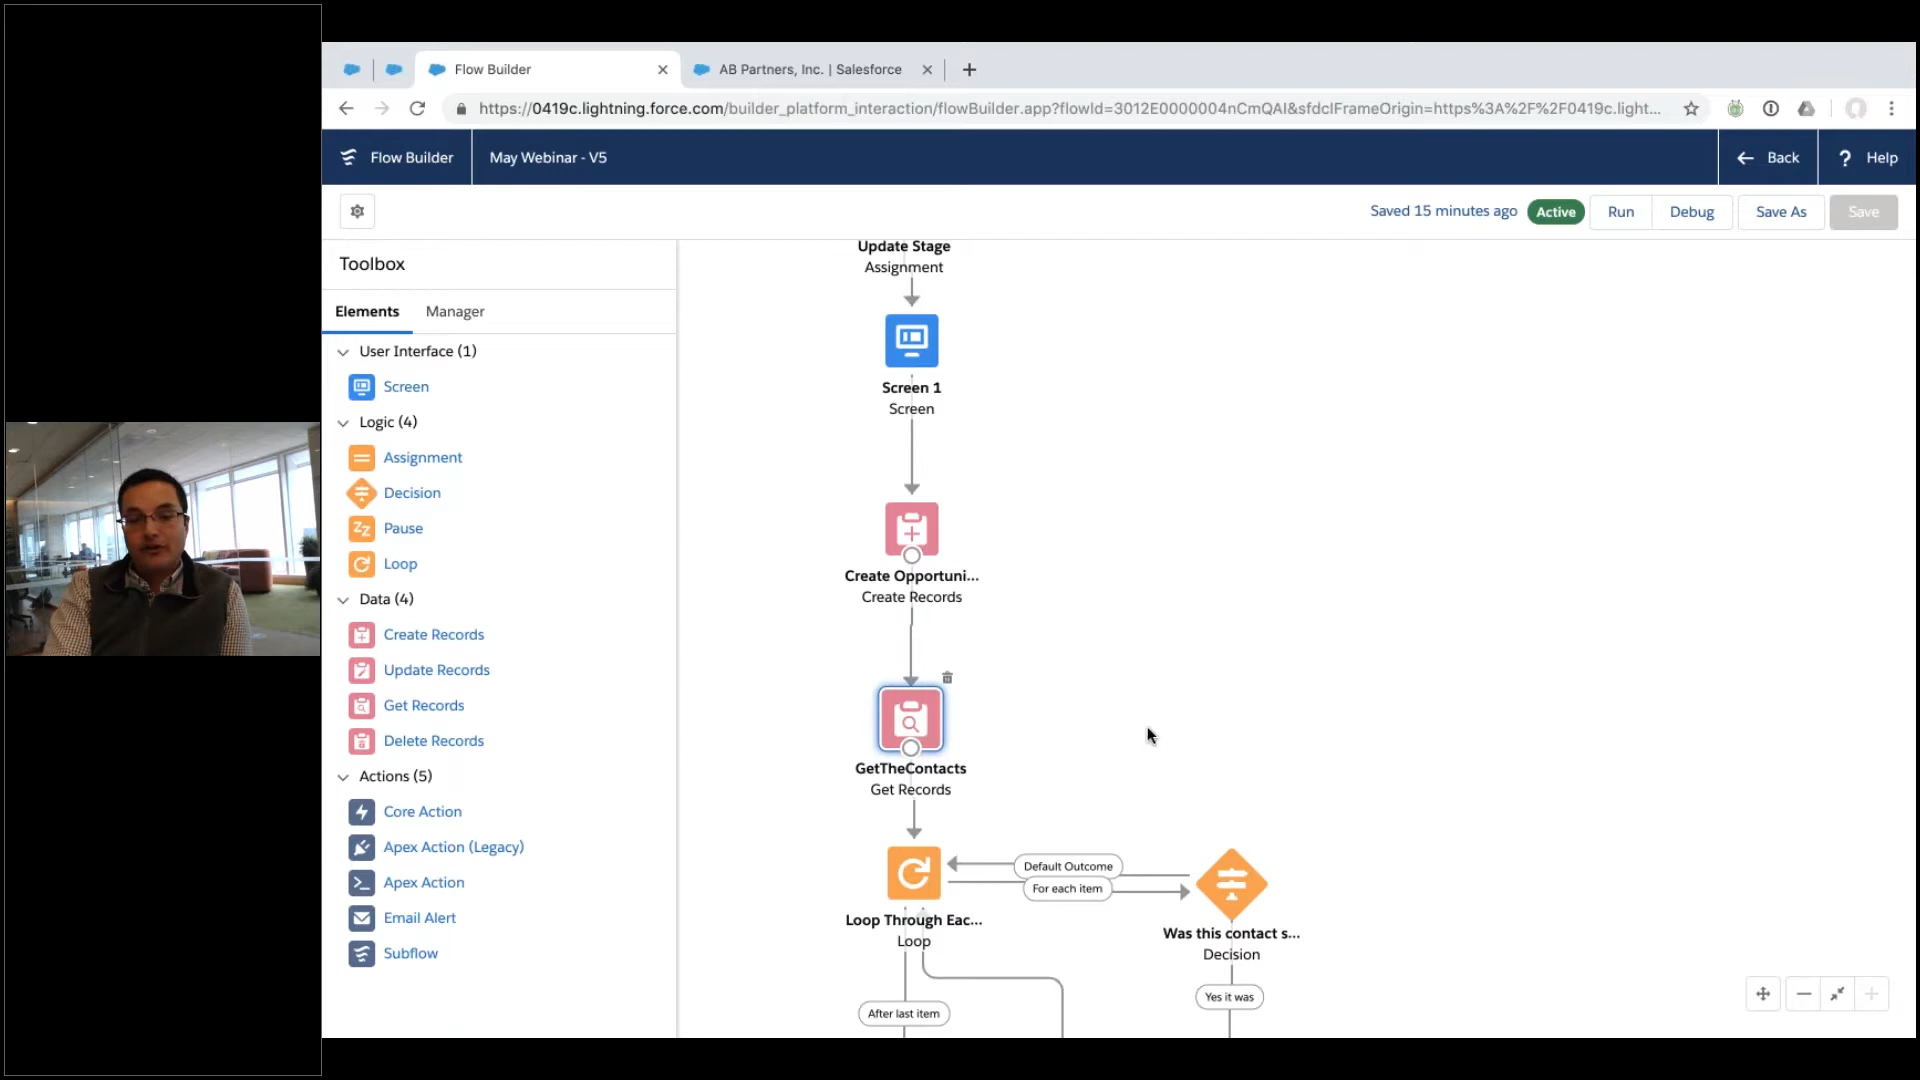 Flow Builder
AB Partners, Inc. | Salesforce
https://0419c.lightning.force.com/builder_platform_interaction/flowBuilder.app?flowId=3012E0000004nCmQAI&sfdcIFrameOrigin=https%3A%2F%2F0419c.light...
Flow Builder
May Webinar - V5
Back
? Help
Saved 15 minutes ago
Active
Run
Debug
Save As
Save
Toolbox
Elements
Manager
User Interface (1)
Screen
Logic (4)
Assignment
Decision
Pause
Loop
Data (4)
Create Records
Update Records
Get Records
Delete Records
Actions (5)
Core Action
Apex Action (Legacy)
Apex Action
Email Alert
Subflow
Update Stage
Assignment
Screen 1
Screen
Create Opportuni...
Create Records
GetTheContacts
Get Records
Default Outcome
For each item
Loop Through Eac...
Loop
Was this contact s...
Decision
Yes it was
After last item